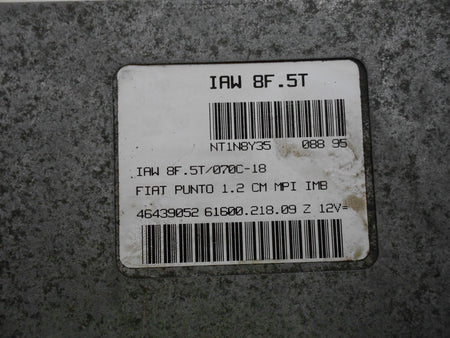 IAW 8F.5T
NT1N8Y35 088 95
IAW 8F.5T/070C-18
FIAT PUNTO 1.2 CM MPI IMB
46439052 61600.218.09 Z 12V=